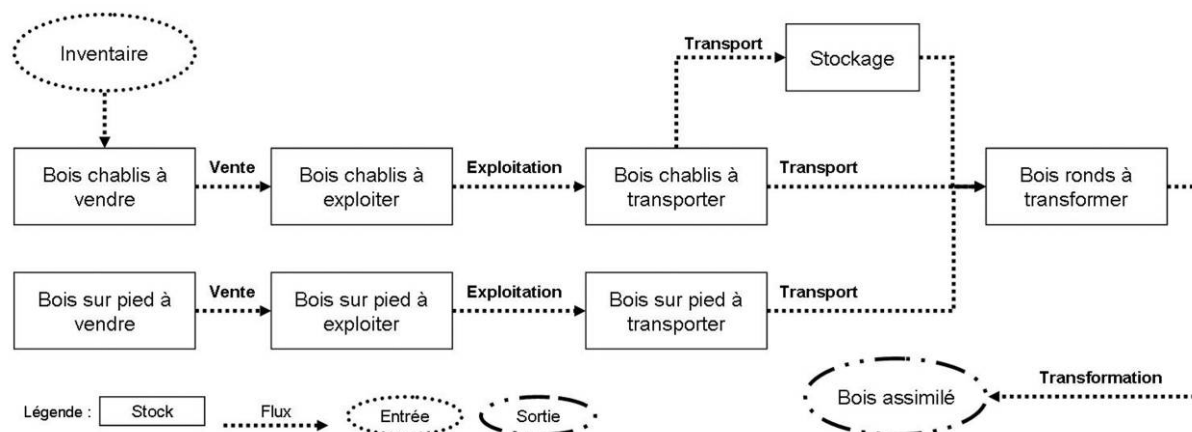 Inventaire
Transport
Stockage
Bois chablis à
vendre
Vente
Bois chablis à
exploiter
Exploitation
Bois chablis à
transporter
Transport
Bois ronds à
transformer
Bois sur pied à
vendre
Vente
Bois sur pied à
exploiter
Exploitation
Bois sur pied à
transporter
Transport
Bois assimilé
Transformation
Légende :
Stock
Flux
Entrée
Sortie